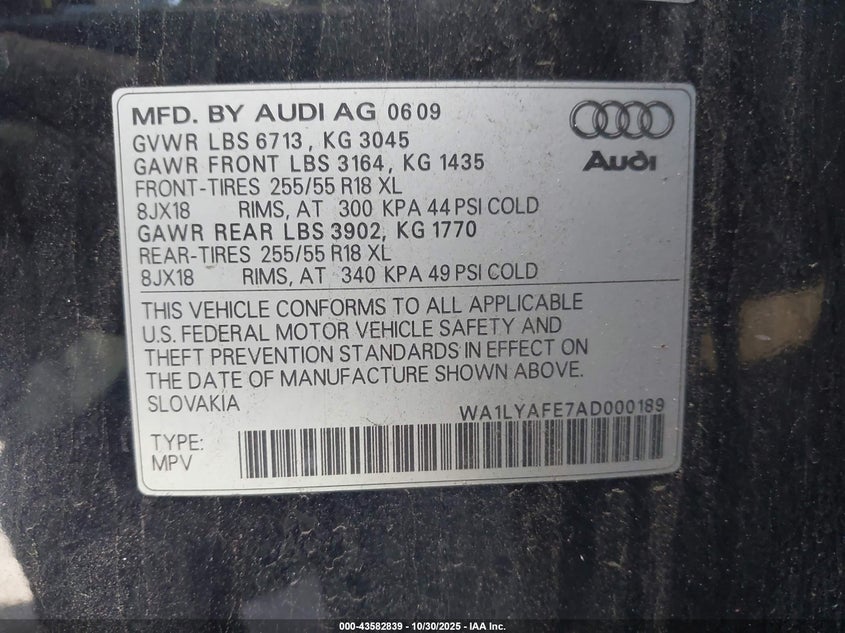 MFD. BY AUDI AG 0609
GVWR LBS 6713, KG 3045
GAWR FRONT LBS 3164, KG 1435
FRONT-TIRES 255/55 R18 XL
8JX18 RIMS, AT 300 KPA 44 PSI COLD
GAWR REAR LBS 3902, KG 1770
REAR-TIRES 255/55 R18 XL
8JX18 RIMS, AT 340 KPA 49 PSI COLD
Audi
THIS VEHICLE CONFORMS TO ALL APPLICABLE
U.S. FEDERAL MOTOR VEHICLE SAFETY AND
THEFT PREVENTION STANDARDS IN EFFECT ON
THE DATE OF MANUFACTURE SHOWN ABOVE.
SLOVAKIA WA1LYAFE7AD000189
TYPE:
MPV
000-43582839 - 10/30/2025 - IAA Inc.